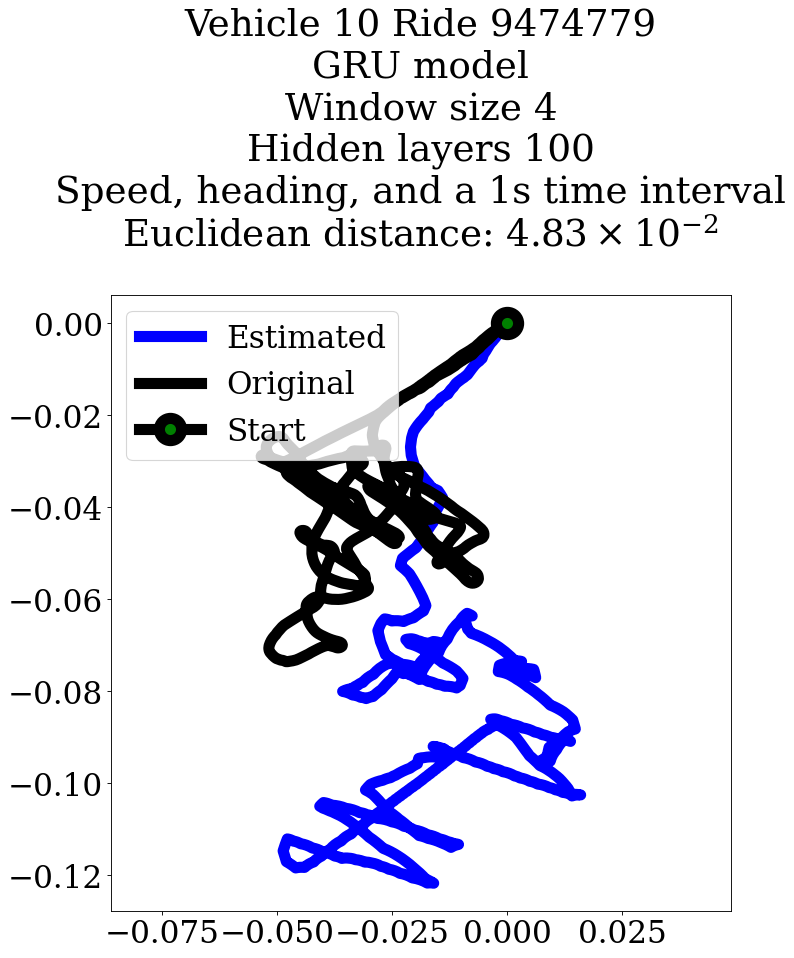 Vehicle 10 Ride 9474779
GRU model
Window size 4
Hidden layers 100
Speed, heading, and a 1s time interval
Euclidean distance: 4.83 × 10⁻²
Estimated
Original
Start
0.00
−0.02
−0.04
−0.06
−0.08
−0.10
−0.12
−0.075 −0.050 −0.025 0.000 0.025